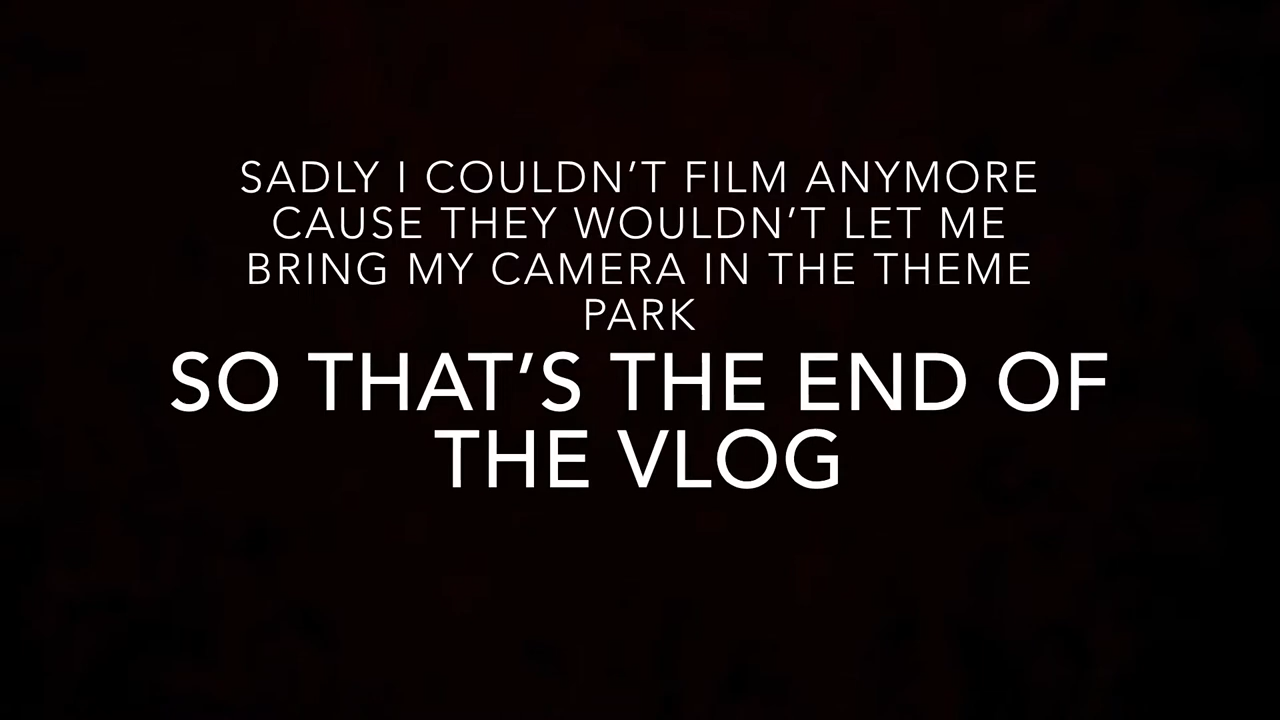 SADLY I COULDN’T FILM ANYMORE
CAUSE THEY WOULDN’T LET ME
BRING MY CAMERA IN THE THEME
PARK
SO THAT’S THE END OF
THE VLOG